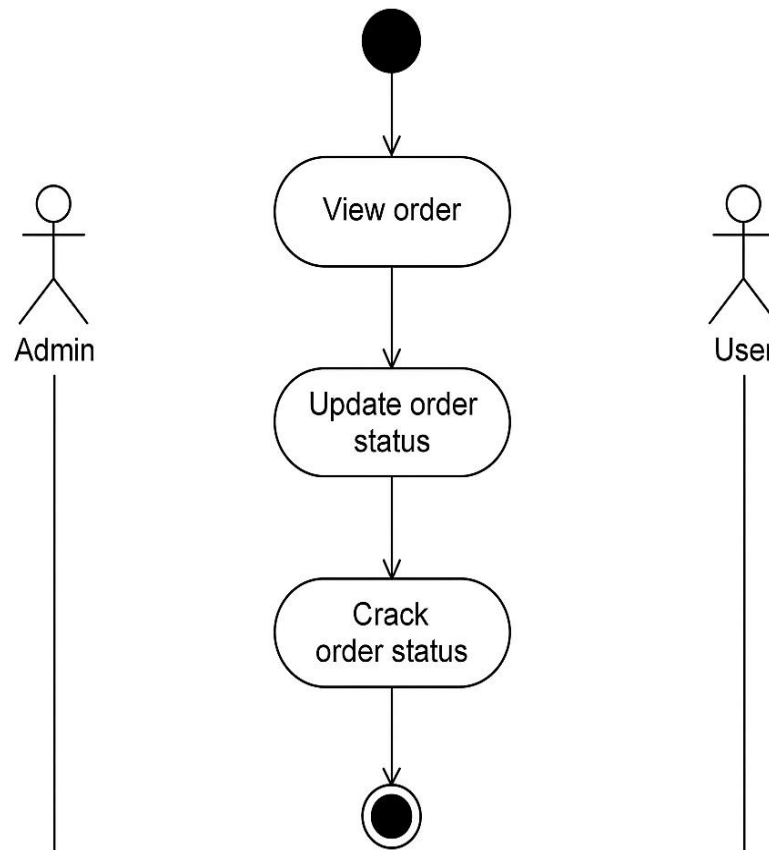 View order
Admin
User
Update order
status
Crack
order status